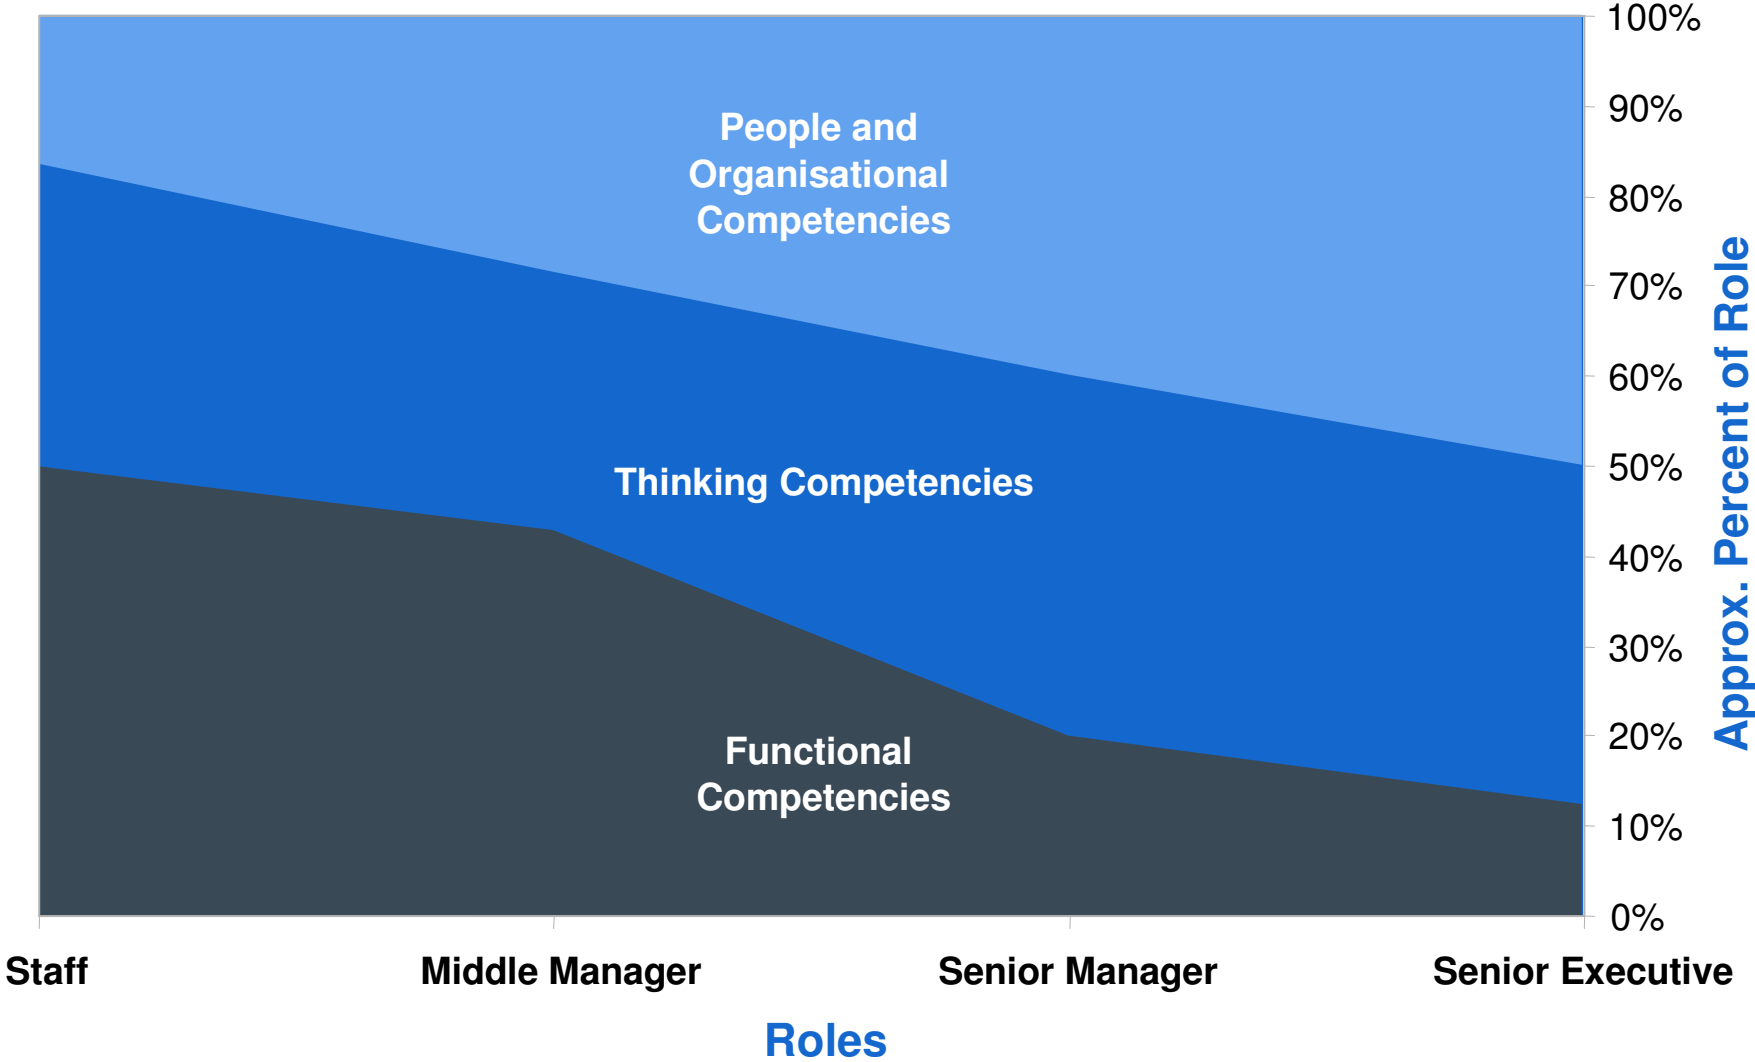 People and
Organisational
Competencies
Thinking Competencies
Functional
Competencies
100%
90%
80%
70%
60%
50%
40%
30%
20%
10%
0%
Approx. Percent of Role
Staff
Middle Manager
Senior Manager
Senior Executive
Roles